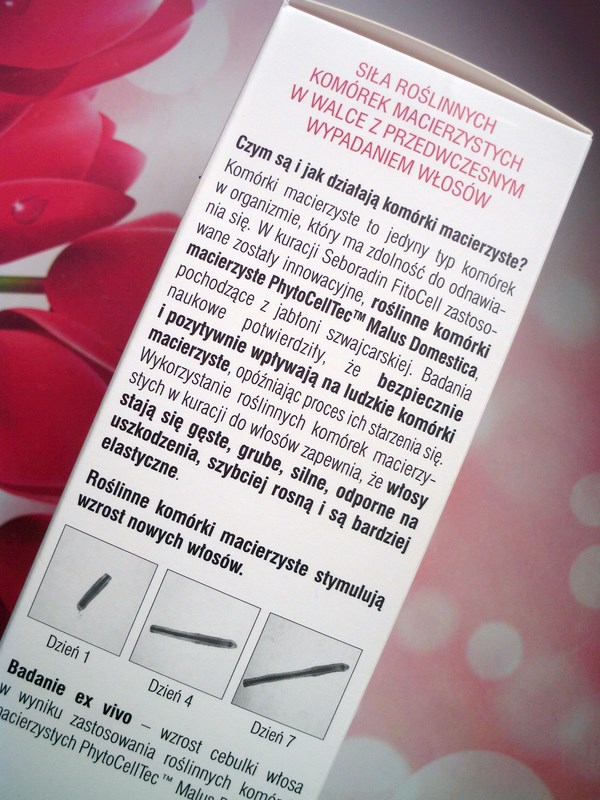 SIŁA ROŚLINNYCH
KOMÓREK MACIERZYSTYCH
W WALCE Z PRZEDWCZESNYM
WYPADANIEM WŁOSÓW
Czym są i jak działają komórki macierzyste?
Komórki macierzyste to jedyny typ komórek
w organizmie, który ma zdolność do odnawia-
nia się. W kuracji Seboradin FitoCell zastoso-
wane zostały innowacyjne, roślinne komórki
macierzyste PhytoCellTec™ Malus Domestica,
pochodzące z jabłoni szwajcarskiej. Badania
naukowe potwierdziły, że bezpiecznie
i pozytywnie wpływają na ludzkie komórki
macierzyste, opóźniając proces ich starzenia się.
Wykorzystanie roślinnych komórek macierzy-
stych w kuracji do włosów zapewnia, że włosy
stają się gęste, grube, silne, odporne na
uszkodzenia, szybciej rosną i są bardziej
elastyczne.
Roślinne komórki macierzyste stymulują
wzrost nowych włosów.
Dzień 1
Dzień 4
Dzień 7
Badanie ex vivo – wzrost cebulki włosa
w wyniku zastosowania roślinnych
macierzystych PhytoCellTec™ Malus